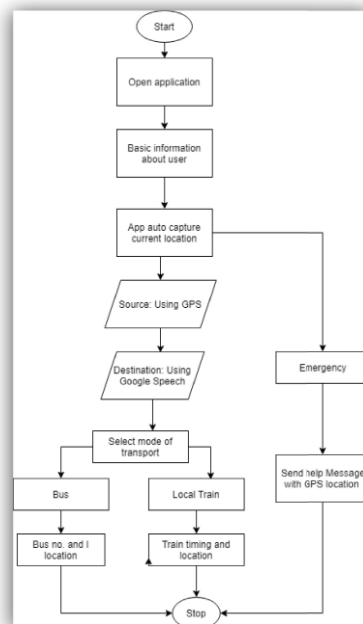 Start
Open application
Basic information
about user
App auto capture
current location
Source: Using GPS
Destination: Using
Google Speech
Emergency
Select mode of
transport
Bus
Local Train
Send help Message
with GPS location
Bus no. and l
location
Train timing and
location
Stop